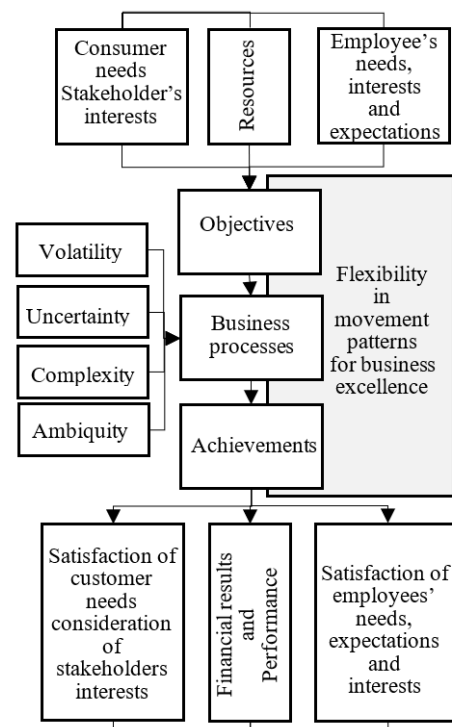 Consumer
needs
Stakeholder's
interests
Resources
Employee's
needs,
interests
and
expectations
Objectives
Volatility
Uncertainty
Complexity
Ambiquity
Business
processes
Flexibility
in
movement
patterns
for business
excellence
Achievements
Satisfaction of
customer
needs
consideration
of
stakeholders
interests
Financial results
and
Performance
Satisfaction of
employees'
needs,
expectations
and
interests